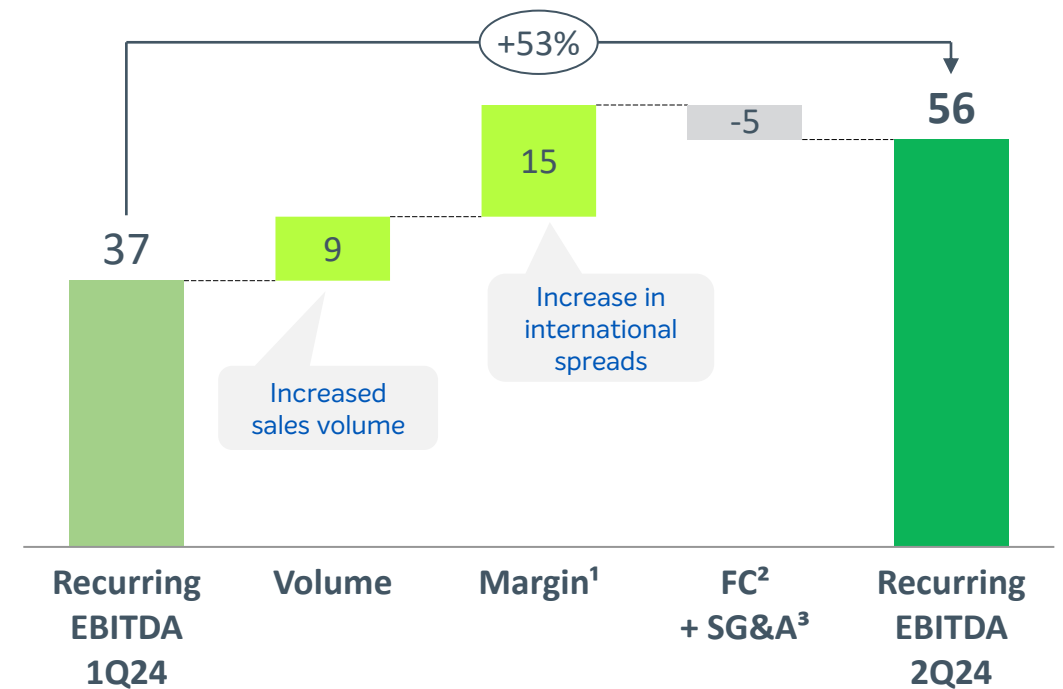 +53%
56
-5
15
37
9
Increase in
international
spreads
Increased
sales volume
Recurring
EBITDA
1Q24
Volume
Margin¹
FC²
+ SG&A³
Recurring
EBITDA
2Q24